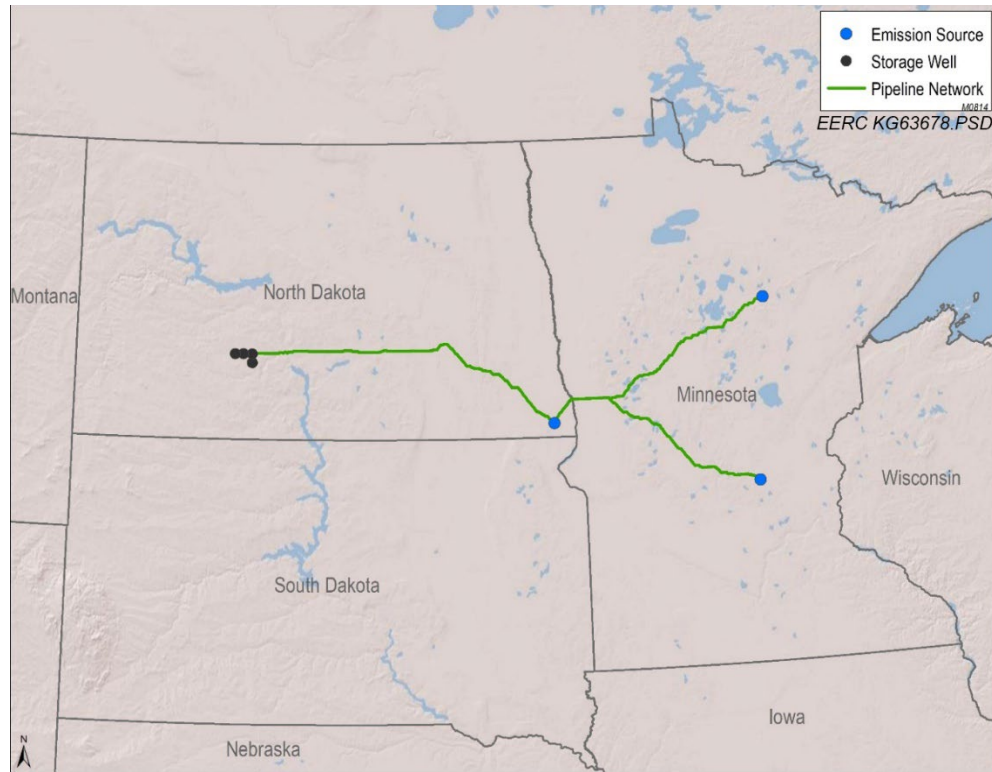 Emission Source
Storage Well
Pipeline Network
M0814
EERC KG63678.PSD
Montana
North Dakota
Minnesota
Wisconsin
South Dakota
Iowa
Nebraska
N